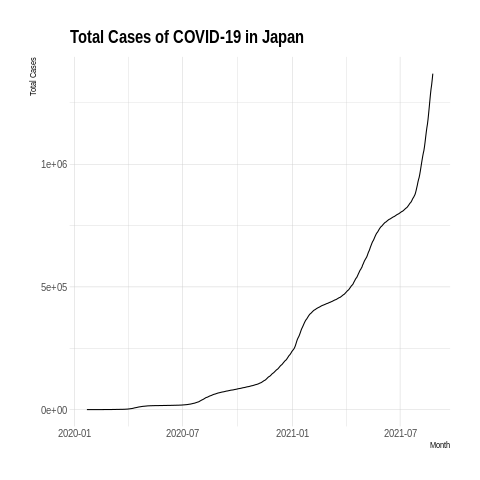 Total Cases of COVID-19 in Japan
Total Cases
1e+06
5e+05
0e+00
2020-01 2020-07 2021-01 2021-07
Month